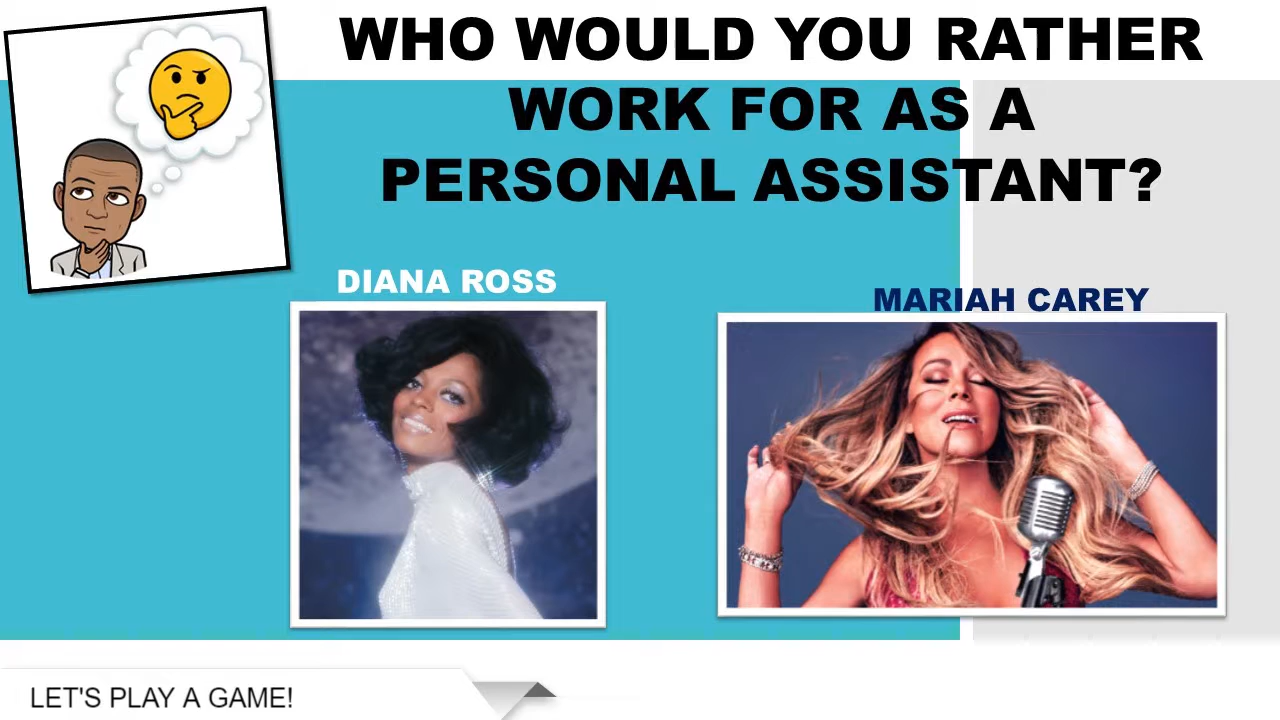 WHO WOULD YOU RATHER
WORK FOR AS A
PERSONAL ASSISTANT?
DIANA ROSS
MARIAH CAREY
LET'S PLAY A GAME!